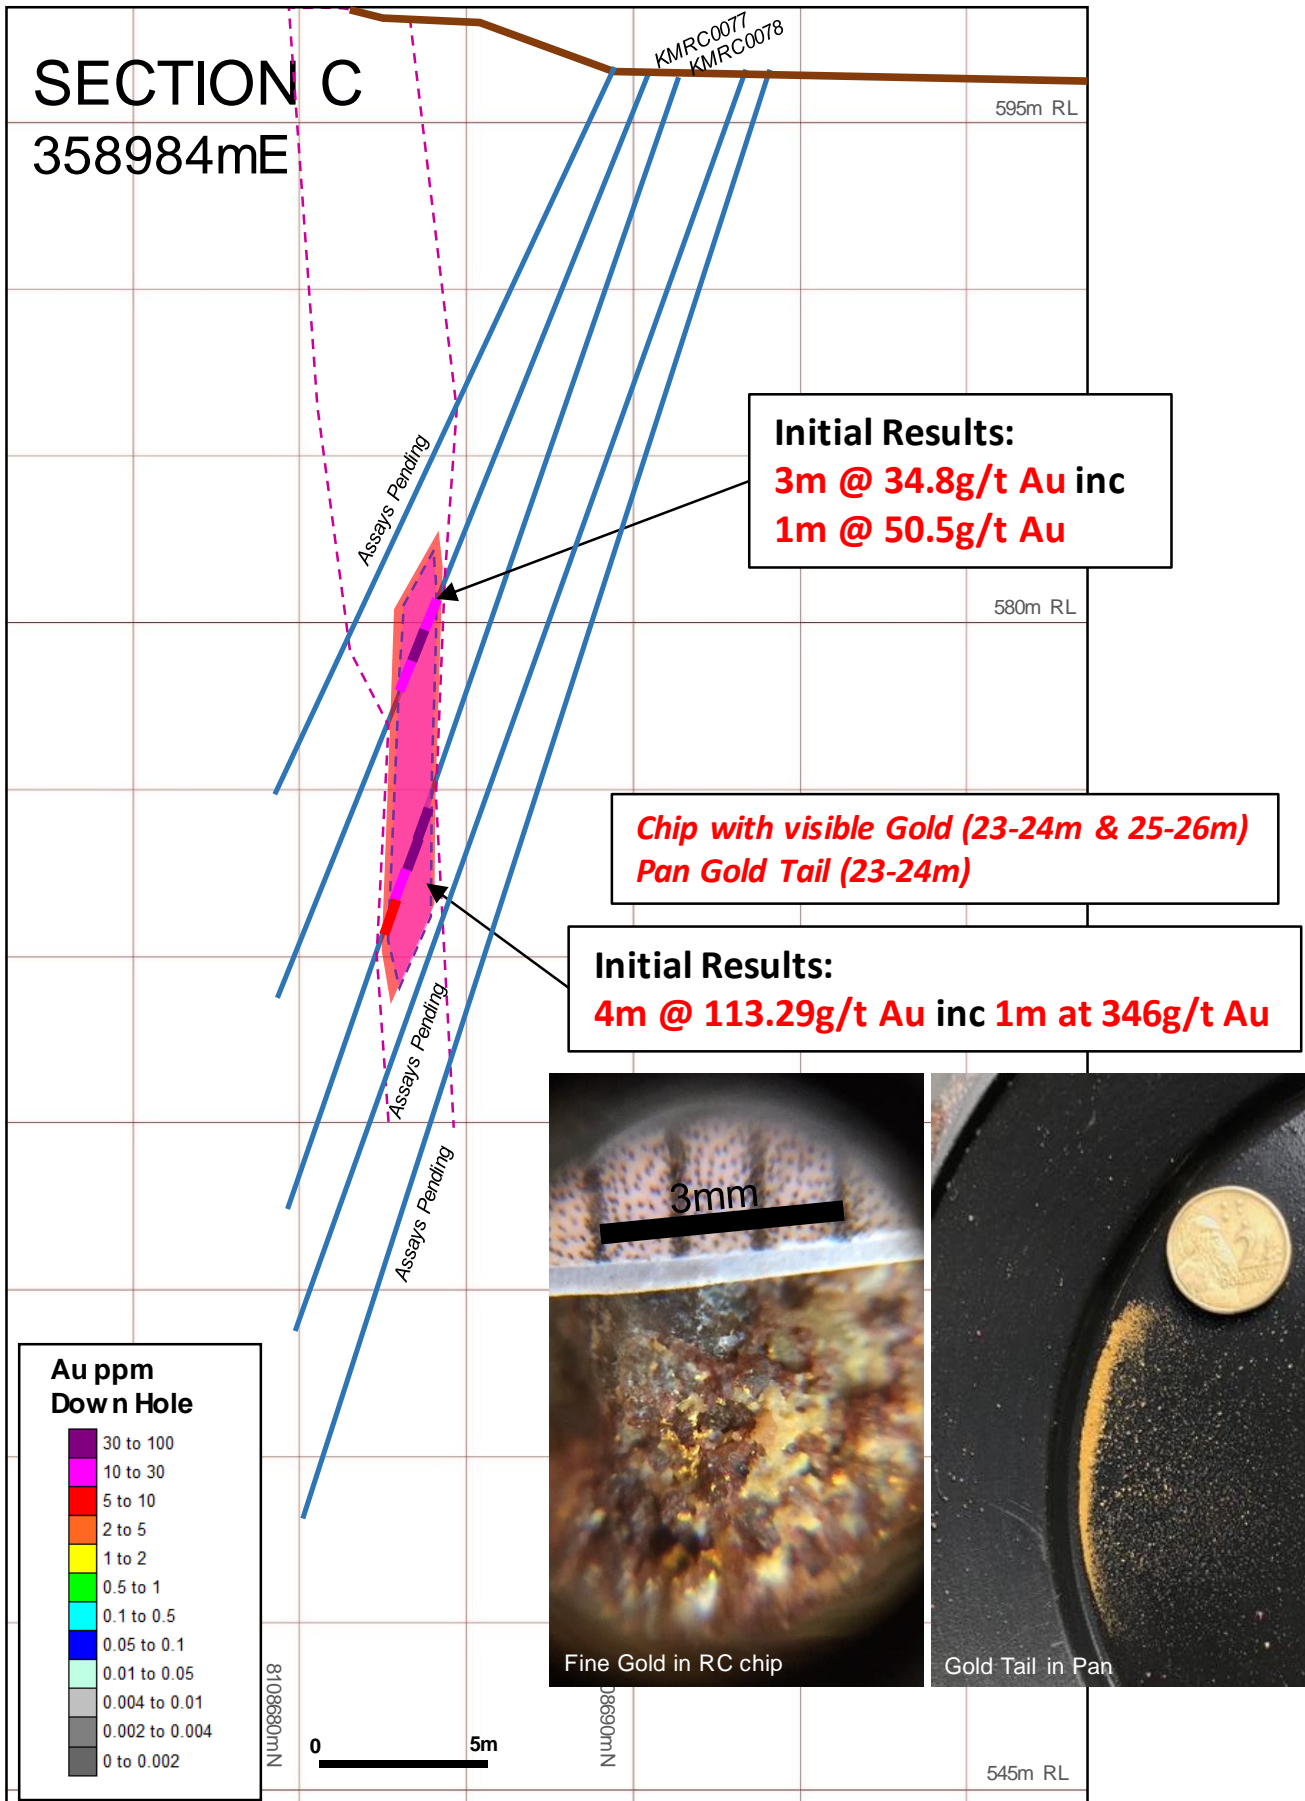 SECTION C
358984mE
KMRC0077
KMRC0078
595m RL
Assays Pending
Initial Results:
3m @ 34.8g/t Au inc
1m @ 50.5g/t Au
580m RL
Chip with visible Gold (23-24m & 25-26m)
Pan Gold Tail (23-24m)
Initial Results:
4m @ 113.29g/t Au inc 1m at 346g/t Au
Assays Pending
Assays Pending
3mm
2
DOLLARS
Fine Gold in RC chip
Gold Tail in Pan
Au ppm
Down Hole
30 to 100
10 to 30
5 to 10
2 to 5
1 to 2
0.5 to 1
0.1 to 0.5
0.05 to 0.1
0.01 to 0.05
0.004 to 0.01
0.002 to 0.004
0 to 0.002
8108680mN
08690mN
0 5m
545m RL